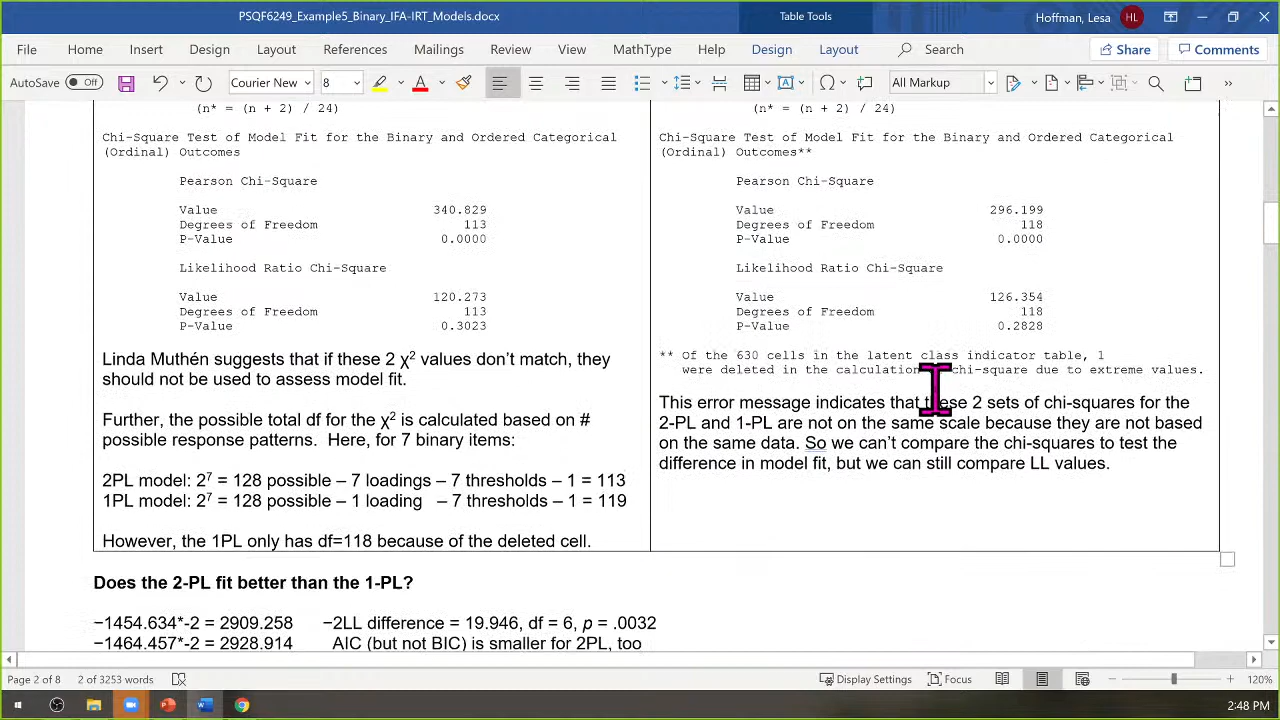 PSQF6249_Example5_Binary_IFA-IRT_Models.docx
Table Tools
Hoffman, Lesa
HL
File Home Insert Design Layout References Mailings Review View MathType Help Design Layout Search Share Comments
AutoSave Off Courier New 8 All Markup
(n* = (n + 2) / 24)
Chi-Square Test of Model Fit for the Binary and Ordered Categorical
(Ordinal) Outcomes
Pearson Chi-Square
Value 340.829
Degrees of Freedom 113
P-Value 0.0000
Likelihood Ratio Chi-Square
Value 120.273
Degrees of Freedom 113
P-Value 0.3023
Linda Muthén suggests that if these 2 χ² values don’t match, they
should not be used to assess model fit.
Further, the possible total df for the χ² is calculated based on #
possible response patterns. Here, for 7 binary items:
2PL model: 2⁷ = 128 possible – 7 loadings – 7 thresholds – 1 = 113
1PL model: 2⁷ = 128 possible – 1 loading – 7 thresholds – 1 = 119
However, the 1PL only has df=118 because of the deleted cell.
(n* = (n + 2) / 24)
Chi-Square Test of Model Fit for the Binary and Ordered Categorical
(Ordinal) Outcomes**
Pearson Chi-Square
Value 296.199
Degrees of Freedom 118
P-Value 0.0000
Likelihood Ratio Chi-Square
Value 126.354
Degrees of Freedom 118
P-Value 0.2828
** Of the 630 cells in the latent class indicator table, 1
were deleted in the calculation chi-square due to extreme values.
This error message indicates that these 2 sets of chi-squares for the
2-PL and 1-PL are not on the same scale because they are not based
on the same data. So we can’t compare the chi-squares to test the
difference in model fit, but we can still compare LL values.
Does the 2-PL fit better than the 1-PL?
−1454.634*-2 = 2909.258 −2LL difference = 19.946, df = 6, p = .0032
−1464.457*-2 = 2928.914 AIC (but not BIC) is smaller for 2PL, too
Page 2 of 8 2 of 3253 words Display Settings Focus 120%
2:48 PM